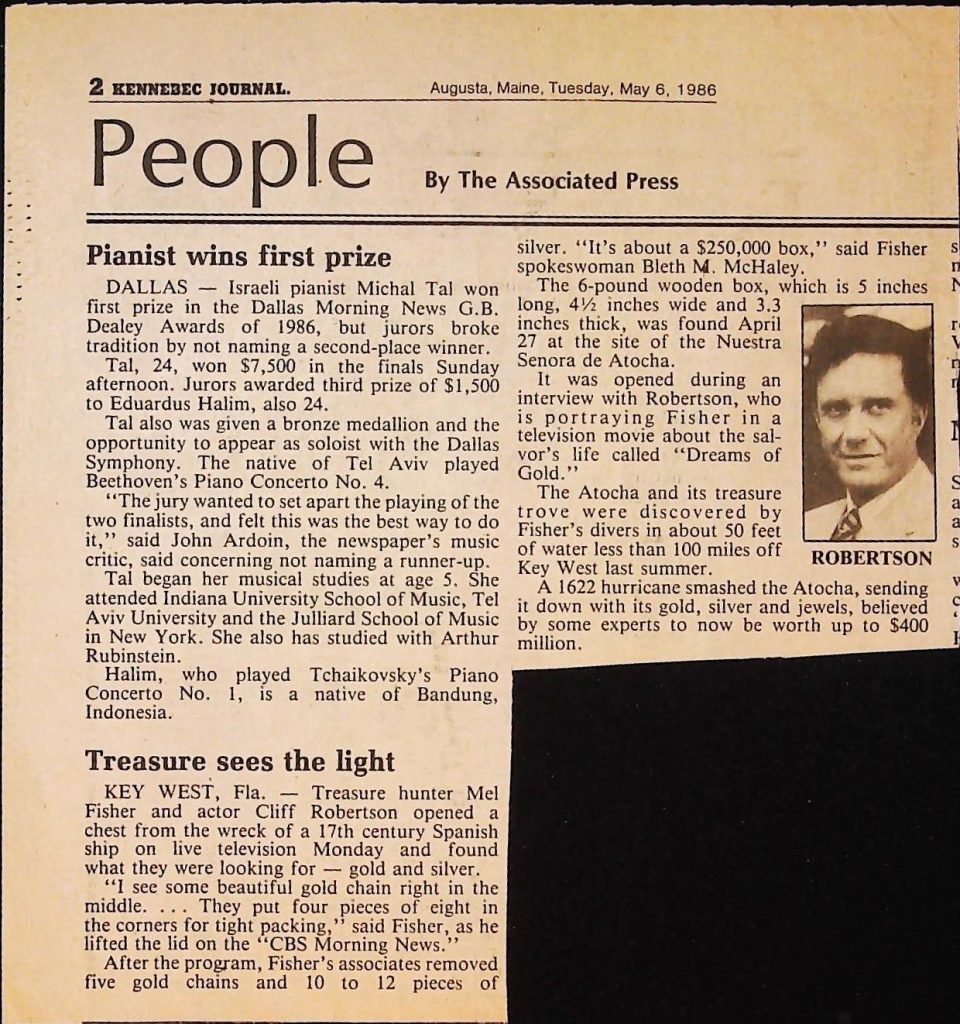 2 KENNEBEC JOURNAL.
Augusta, Maine, Tuesday, May 6, 1986
People
By The Associated Press
Pianist wins first prize
DALLAS — Israeli pianist Michal Tal won
first prize in the Dallas Morning News G.B.
Dealey Awards of 1986, but jurors broke
tradition by not naming a second-place winner.
Tal, 24, won $7,500 in the finals Sunday
afternoon. Jurors awarded third prize of $1,500
to Eduardus Halim, also 24.
Tal also was given a bronze medallion and the
opportunity to appear as soloist with the Dallas
Symphony. The native of Tel Aviv played
Beethoven's Piano Concerto No. 4.
"The jury wanted to set apart the playing of the
two finalists, and felt this was the best way to do
it," said John Ardoin, the newspaper's music
critic, said concerning not naming a runner-up.
Tal began her musical studies at age 5. She
attended Indiana University School of Music, Tel
Aviv University and the Julliard School of Music
in New York. She also has studied with Arthur
Rubinstein.
Halim, who played Tchaikovsky's Piano
Concerto No. 1, is a native of Bandung,
Indonesia.
Treasure sees the light
KEY WEST, Fla. — Treasure hunter Mel
Fisher and actor Cliff Robertson opened a
chest from the wreck of a 17th century Spanish
ship on live television Monday and found
what they were looking for — gold and silver.
"I see some beautiful gold chain right in the
middle. ... They put four pieces of eight in
the corners for tight packing," said Fisher, as he
lifted the lid on the "CBS Morning News."
After the program, Fisher's associates removed
five gold chains and 10 to 12 pieces of
silver. "It's about a $250,000 box," said Fisher
spokeswoman Bleth M. McHaley.
The 6-pound wooden box, which is 5 inches
long, 4½ inches wide and 3.3
inches thick, was found April
27 at the site of the Nuestra
Senora de Atocha.
It was opened during an
interview with Robertson, who
is portraying Fisher in a
television movie about the sal-
vor's life called "Dreams of
Gold."
The Atocha and its treasure
trove were discovered by
Fisher's divers in about 50 feet
of water less than 100 miles off
Key West last summer.
A 1622 hurricane smashed the Atocha, sending
it down with its gold, silver and jewels, believed
by some experts to now be worth up to $400
million.
ROBERTSON